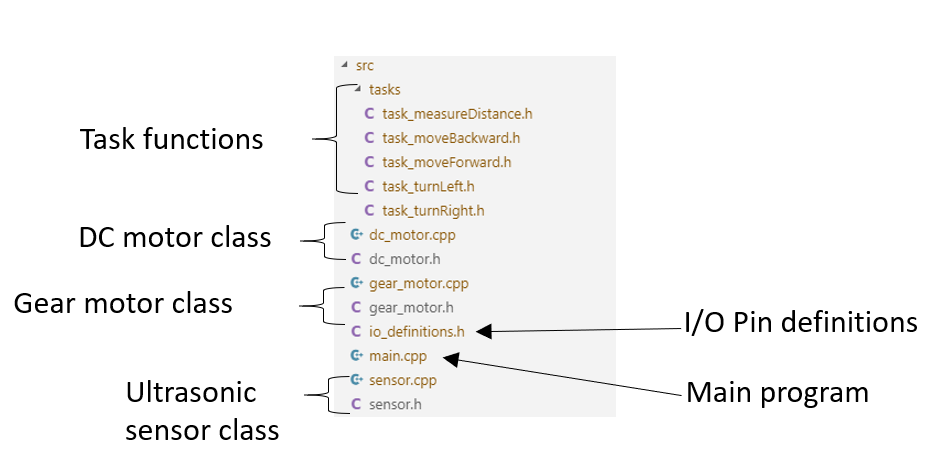 src
tasks
task_measureDistance.h
task_moveBackward.h
task_moveForward.h
task_turnLeft.h
task_turnRight.h
dc_motor.cpp
dc_motor.h
gear_motor.cpp
gear_motor.h
io_definitions.h
main.cpp
sensor.cpp
sensor.h
Task functions
DC motor class
Gear motor class
Ultrasonic
sensor class
I/O Pin definitions
Main program